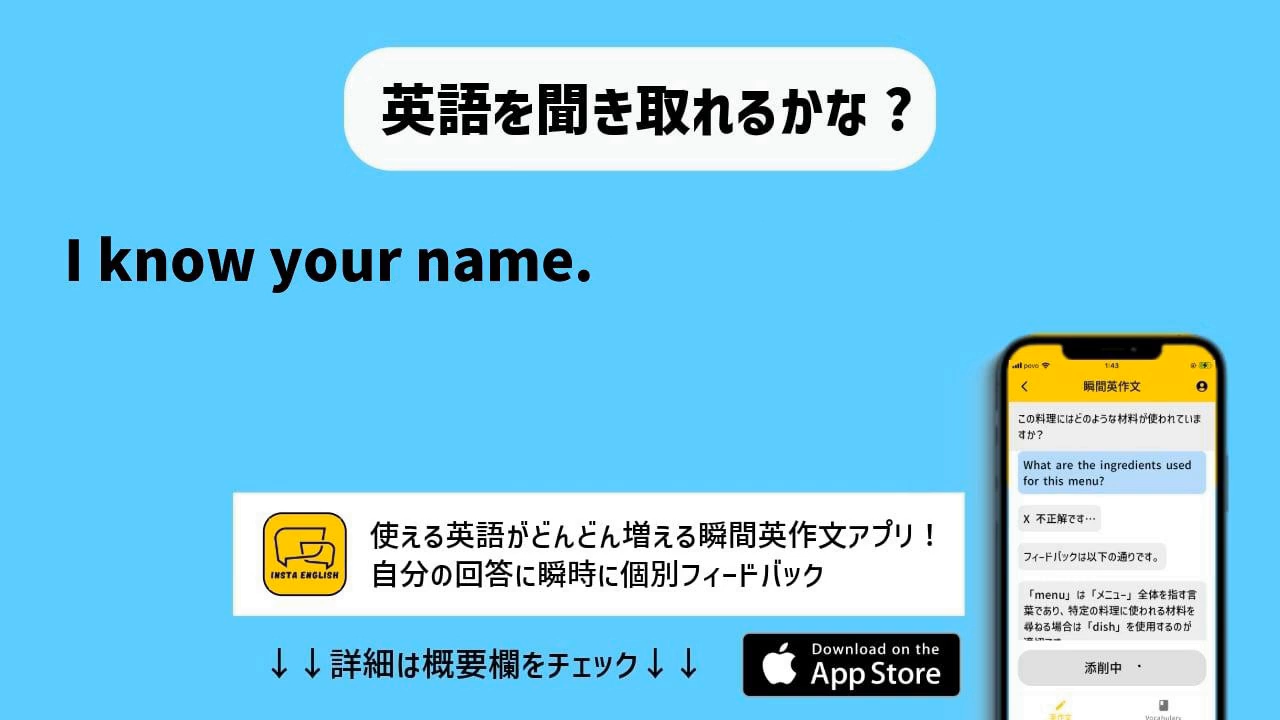 英語を聞き取れるかな？
I know your name.
povo
1:43
瞬間英作文
この料理にはどのような材料が使われていま
すか？
What are the ingredients used
for this menu?
X 不正解です…
フィードバックは以下の通りです。
「menu」は「メニュー」全体を指す言
葉であり、特定の料理に使われる材料を
尋ねる場合は「dish」を使用するのが
添削中
英作文
Vocabulary
INSTA ENGLISH
使える英語がどんどん増える瞬間英作文アプリ！
自分の回答に瞬時に個別フィードバック
↓↓詳細は概要欄をチェック↓↓
Download on the
App Store